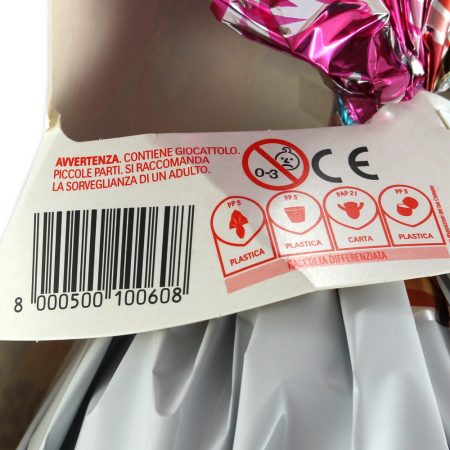 AVVERTENZA. CONTIENE GIOCATTOLO.
PICCOLE PARTI. SI RACCOMANDA
LA SORVEGLIANZA DI UN ADULTO.
0-3
CE
PP 5
PLASTICA
PP 5
PLASTICA
PAP 21
CARTA
PP 5
PLASTICA
RACCOLTA DIFFERENZIATA
8 000500 100608